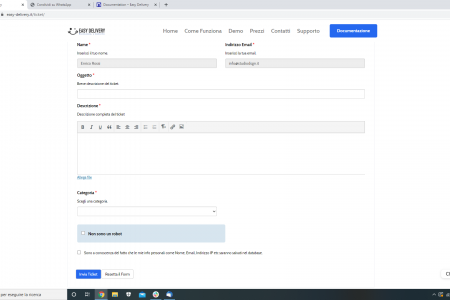 Condividi su WhatsApp
Documentazione – Easy Delivery
easy-delivery.it/ticket/
EASY DELIVERY
Home
Come Funziona
Demo
Prezzi
Contatti
Supporto
Documentazione
Nome *
Indirizzo Email *
Inserisci il tuo nome
Inserisci la tua email
Enrico Rossi
Oggetto *
Breve descrizione del ticket
Descrizione *
Descrizione completa del ticket
B I U
Allega file
Categoria *
Scegli una categoria
Non sono un robot
Sono a conoscenza del fatto che le mie info personali come Nome, Email, Indirizzo IP etc saranno salvati nel database.
Invia Ticket
Resetta il Form
per eseguire la ricerca